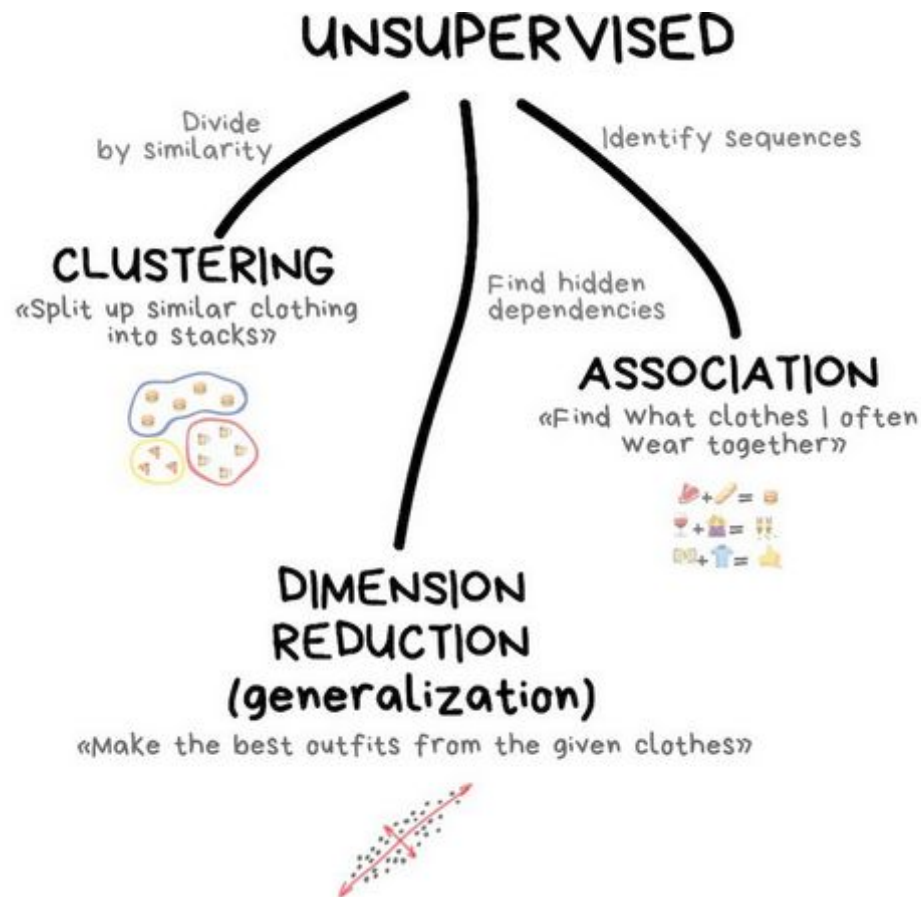 UNSUPERVISED
Divide
by similarity
Identify sequences
CLUSTERING
«Split up similar clothing
into stacks»
Find hidden
dependencies
ASSOCIATION
«Find What clothes I often
Wear together»
+ =
+ =
+ =
DIMENSION
REDUCTION
(generalization)
«Make the best outfits from the given clothes»